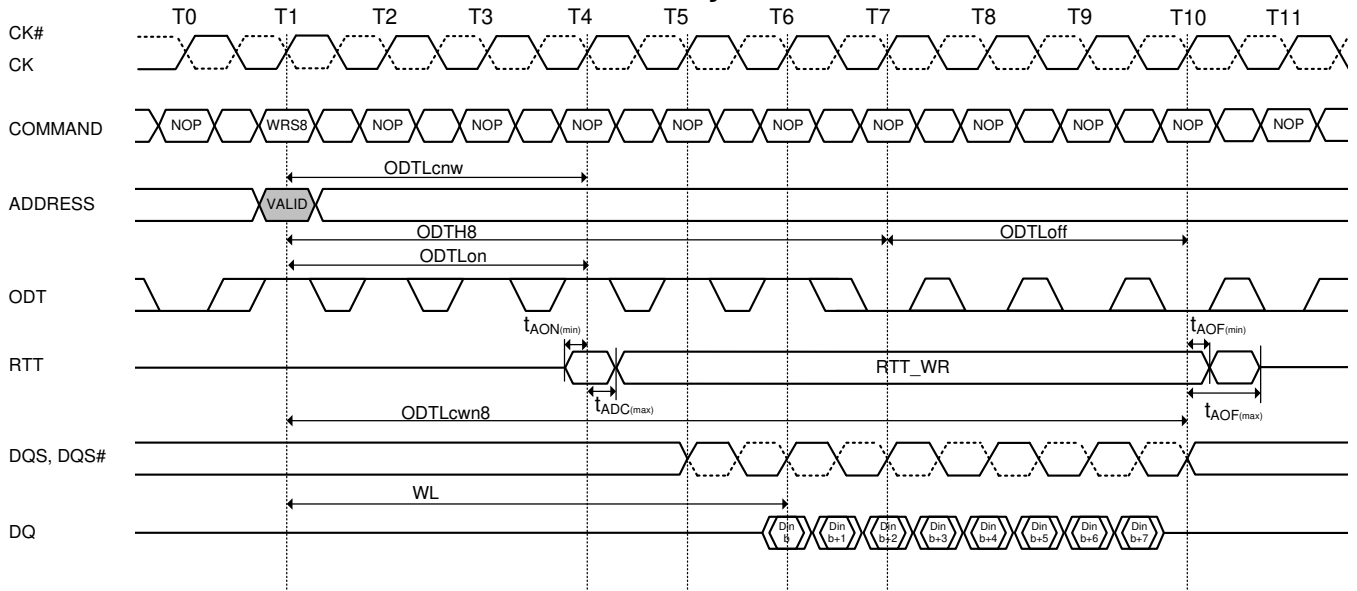 T0 T1 T2 T3 T4 T5 T6 T7 T8 T9 T10 T11
CK#
CK
COMMAND NOP WRS8 NOP NOP NOP NOP NOP NOP NOP NOP NOP NOP
ODTLcnw
ADDRESS VALID
ODTH8 ODTLoff
ODTLon
ODT
tAON(min) tAOF(min)
RTT RTT_WR
tADC(max) tAOF(max)
ODTLcwn8
DQS, DQS#
WL
DQ Din b Din b+1 Din b+2 Din b+3 Din b+4 Din b+5 Din b+6 Din b+7